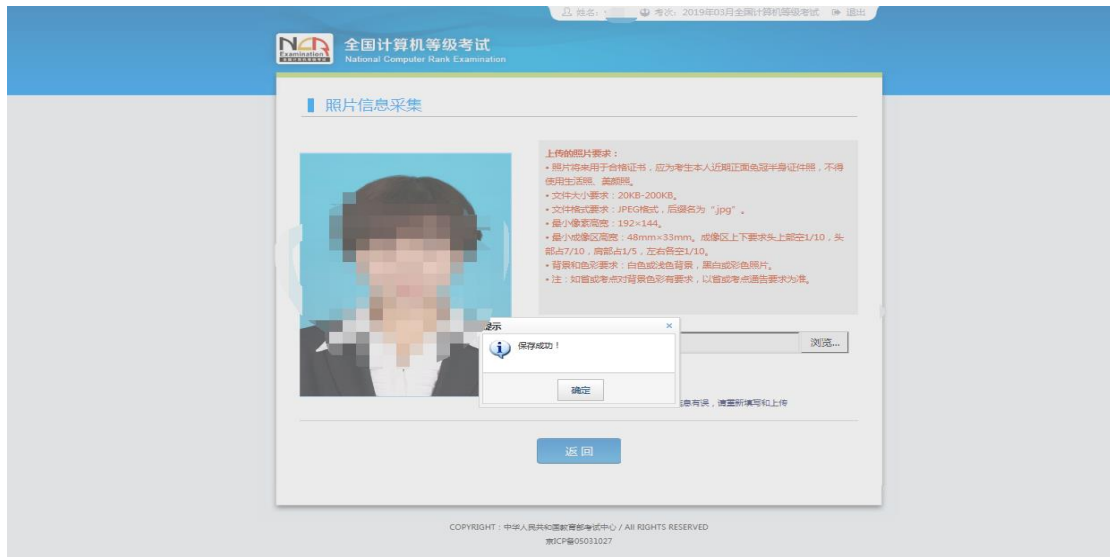 姓名: 考次: 2019年03月全国计算机等级考试 退出
NCR
Examination
全国计算机等级考试
National Computer Rank Examination
照片信息采集
上传的照片要求：
• 照片将来用于合格证书，应为考生本人近期正面免冠半身证件照，不得
使用生活照、美颜照。
• 文件大小要求：20KB-200KB。
• 文件格式要求：JPEG格式，后缀名为 ".jpg" 。
• 最小像素高宽：192×144。
• 最小成像区高宽：48mm×33mm。成像区上下要求头上部空1/10，头
部占7/10，肩部占1/5，左右各空1/10。
• 背景和色彩要求：白色或浅色背景，黑白或彩色照片。
• 注：如省或考点对背景色彩有要求，以省或考点通告要求为准。
提示 ×
保存成功！
浏览...
确定
息有误，请重新填写和上传
返回
COPYRIGHT：中华人民共和国教育部考试中心 / All RIGHTS RESERVED
京ICP备05031027